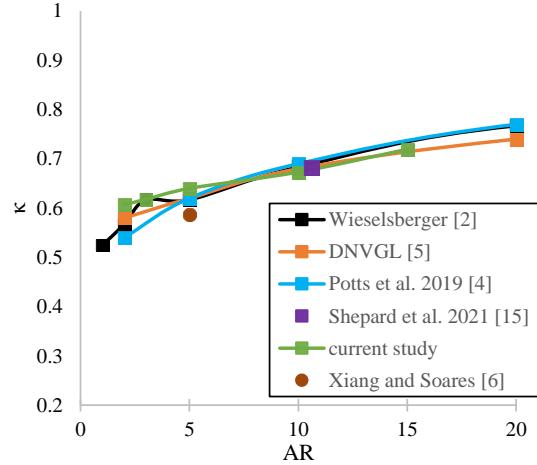 1
0.9
0.8
0.7
κ
0.6
0.5
0.4
0.3
0.2
Wieselsberger [2]
DNVGL [5]
Potts et al. 2019 [4]
Shepard et al. 2021 [15]
current study
Xiang and Soares [6]
0 5 10 15 20
AR